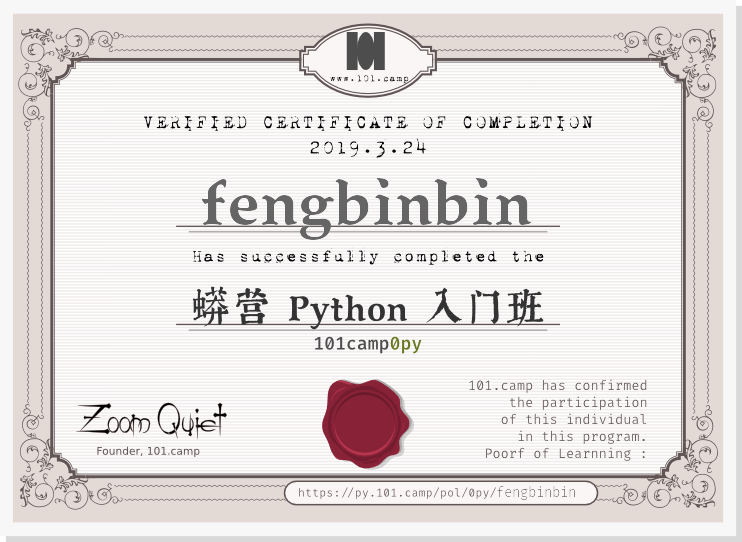 101
www.101.camp
VERIFIED CERTIFICATE OF COMPLETION
2019.3.24
fengbinbin
Has successfully completed the
蟒营 Python 入门班
101camp0py
Zoom Quiet
Founder, 101.camp
101.camp has confirmed
the participation
of this individual
in this program.
Poorf of Learnning :
https://py.101.camp/pol/0py/fengbinbin